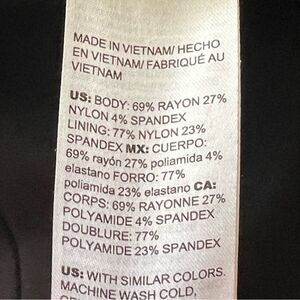 MADE IN VIETNAM/ HECHO
EN VIETNAM/ FABRIQUÉ AU
VIETNAM
US: BODY: 69% RAYON 27%
NYLON 4% SPANDEX
LINING: 77% NYLON 23%
SPANDEX MX: CUERPO:
69% rayón 27% poliamida 4%
elastano FORRO: 77%
poliamida 23% elastano CA:
CORPS: 69% RAYONNE 27%
POLYAMIDE 4% SPANDEX
DOUBLURE: 77%
POLYAMIDE 23% SPANDEX
US: WITH SIMILAR COLORS.
MACHINE WASH COLD,